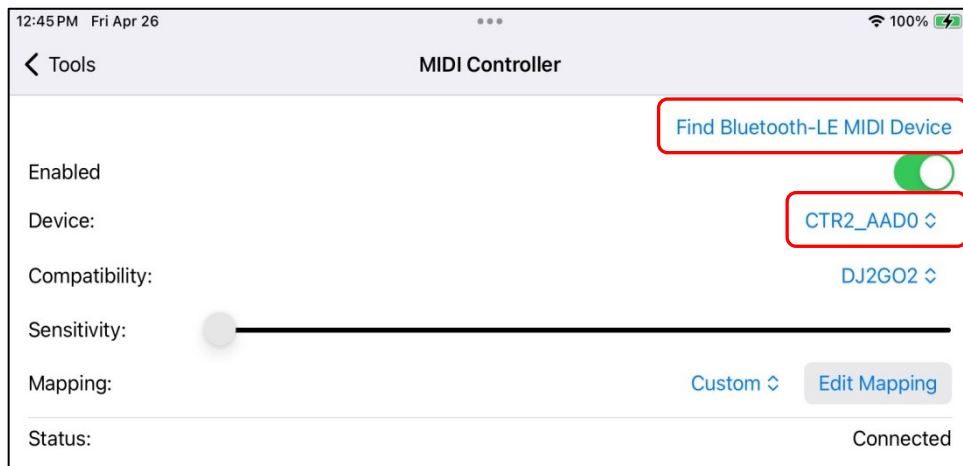 12:45 PM Fri Apr 26 100%
Tools MIDI Controller
Find Bluetooth-LE MIDI Device
Enabled
Device: CTR2_AAD0
Compatibility: DJ2GO2
Sensitivity:
Mapping: Custom Edit Mapping
Status: Connected